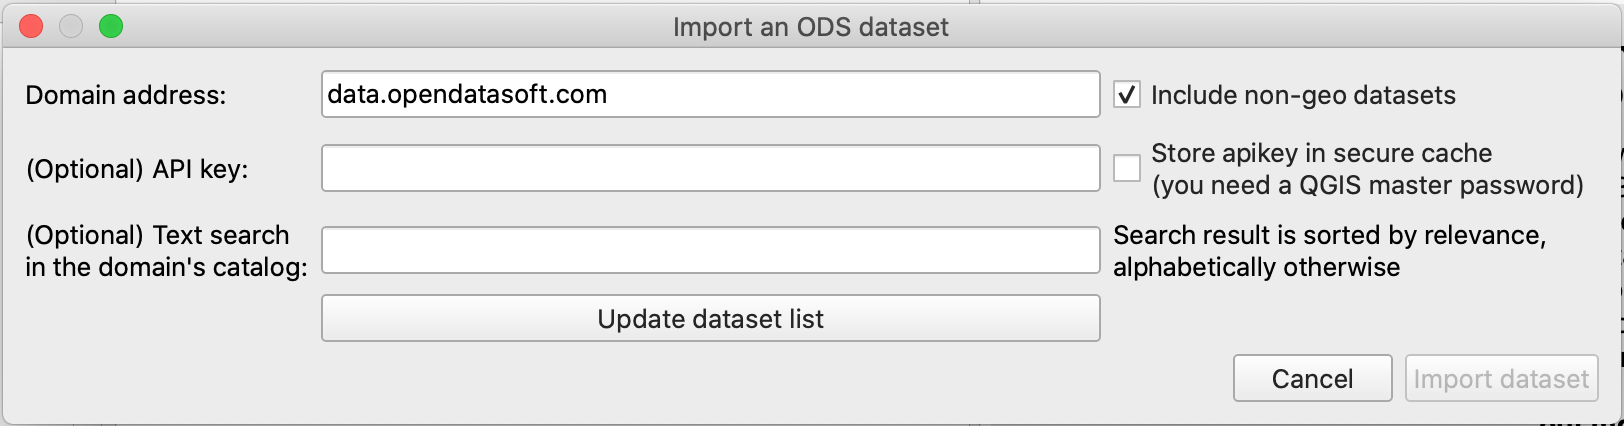 Import an ODS dataset
Domain address:
data.opendatasoft.com
Include non-geo datasets
(Optional) API key:
Store apikey in secure cache
(you need a QGIS master password)
(Optional) Text search
in the domain's catalog:
Search result is sorted by relevance,
alphabetically otherwise
Update dataset list
Cancel
Import dataset